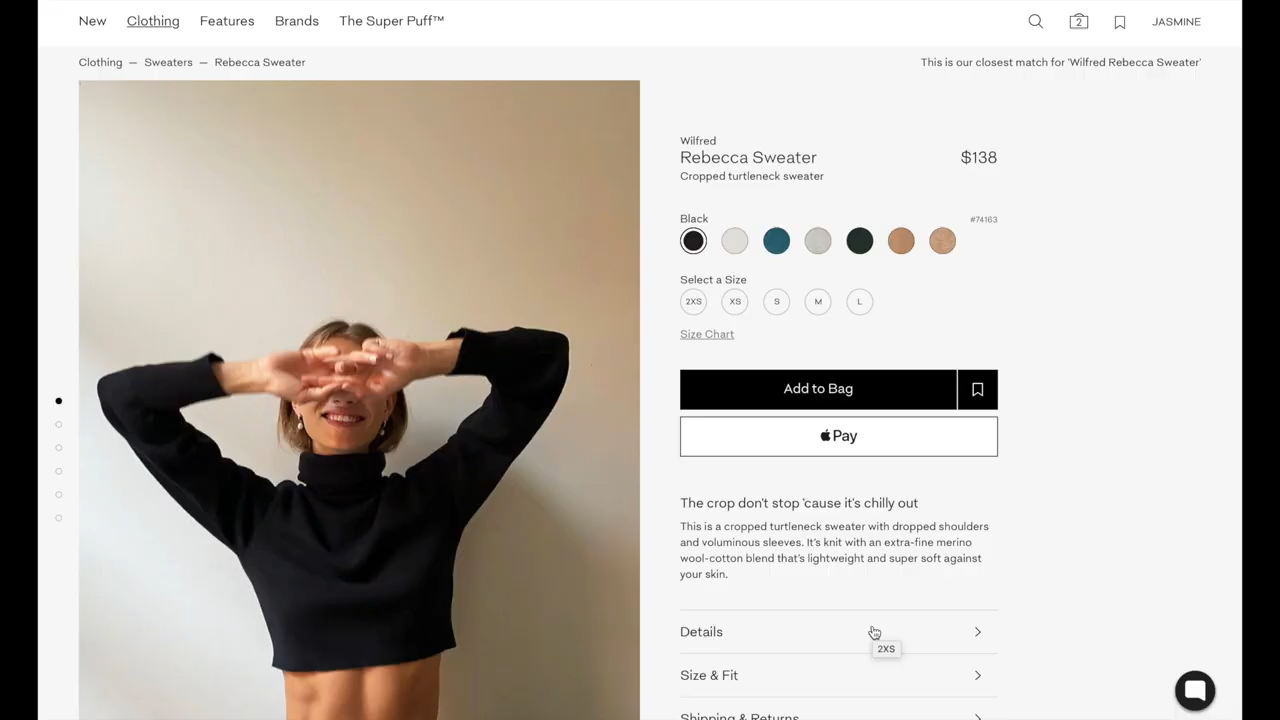 New Clothing Features Brands The Super Puff™ 2 JASMINE
Clothing — Sweaters — Rebecca Sweater This is our closest match for 'Wilfred Rebecca Sweater'
Wilfred
Rebecca Sweater $138
Cropped turtleneck sweater
Black #74163
Select a Size
2XS XS S M L
Size Chart
Add to Bag
Pay
The crop don't stop 'cause it's chilly out
This is a cropped turtleneck sweater with dropped shoulders
and voluminous sleeves. It's knit with an extra-fine merino
wool-cotton blend that's lightweight and super soft against
your skin.
Details
2XS
Size & Fit
Shipping & Returns